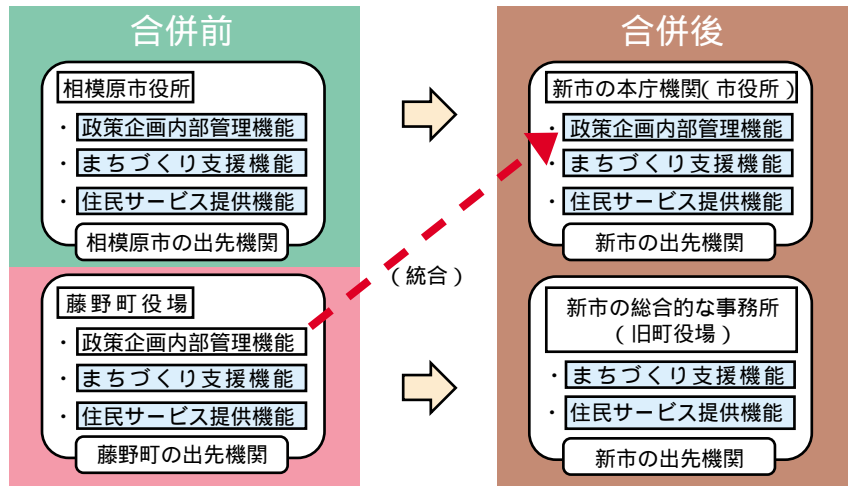 合併前
相模原市役所
・政策企画内部管理機能
・まちづくり支援機能
・住民サービス提供機能
相模原市の出先機関
藤野町役場
・政策企画内部管理機能
・まちづくり支援機能
・住民サービス提供機能
藤野町の出先機関
（統合）
合併後
新市の本庁機関（市役所）
・政策企画内部管理機能
・まちづくり支援機能
・住民サービス提供機能
新市の出先機関
新市の総合的な事務所
（旧町役場）
・まちづくり支援機能
・住民サービス提供機能
新市の出先機関